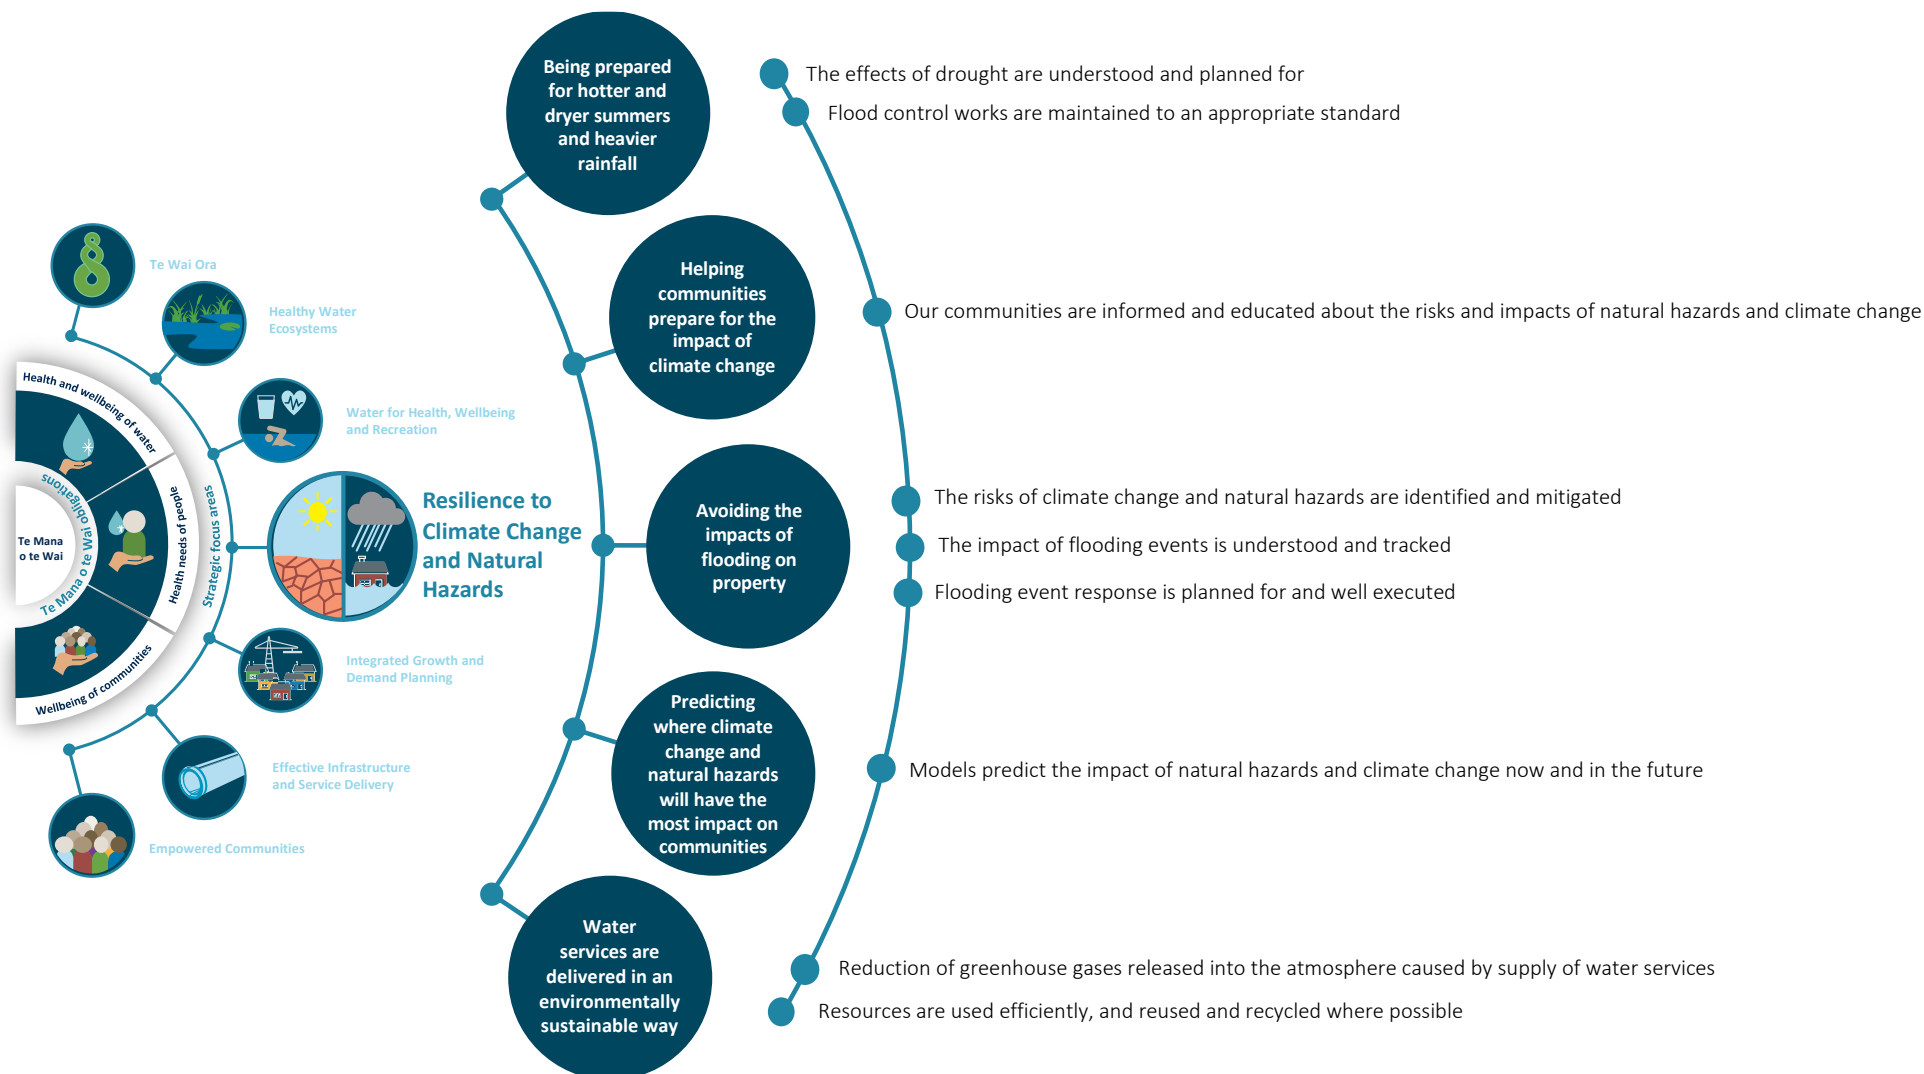 Te Mana
o te Wai
Te Mana o te Wai obligations
Health and wellbeing of water
Health needs of people
Wellbeing of communities
Strategic focus areas
Te Wai Ora
Healthy Water
Ecosystems
Water for Health, Wellbeing
and Recreation
Resilience to
Climate Change
and Natural
Hazards
Integrated Growth and
Demand Planning
Effective Infrastructure
and Service Delivery
Empowered Communities
Being prepared
for hotter and
dryer summers
and heavier
rainfall
Helping
communities
prepare for the
impact of
climate change
Avoiding the
impacts of
flooding on
property
Predicting
where climate
change and
natural hazards
will have the
most impact on
communities
Water
services are
delivered in an
environmentally
sustainable way
The effects of drought are understood and planned for
Flood control works are maintained to an appropriate standard
Our communities are informed and educated about the risks and impacts of natural hazards and climate change
The risks of climate change and natural hazards are identified and mitigated
The impact of flooding events is understood and tracked
Flooding event response is planned for and well executed
Models predict the impact of natural hazards and climate change now and in the future
Reduction of greenhouse gases released into the atmosphere caused by supply of water services
Resources are used efficiently, and reused and recycled where possible